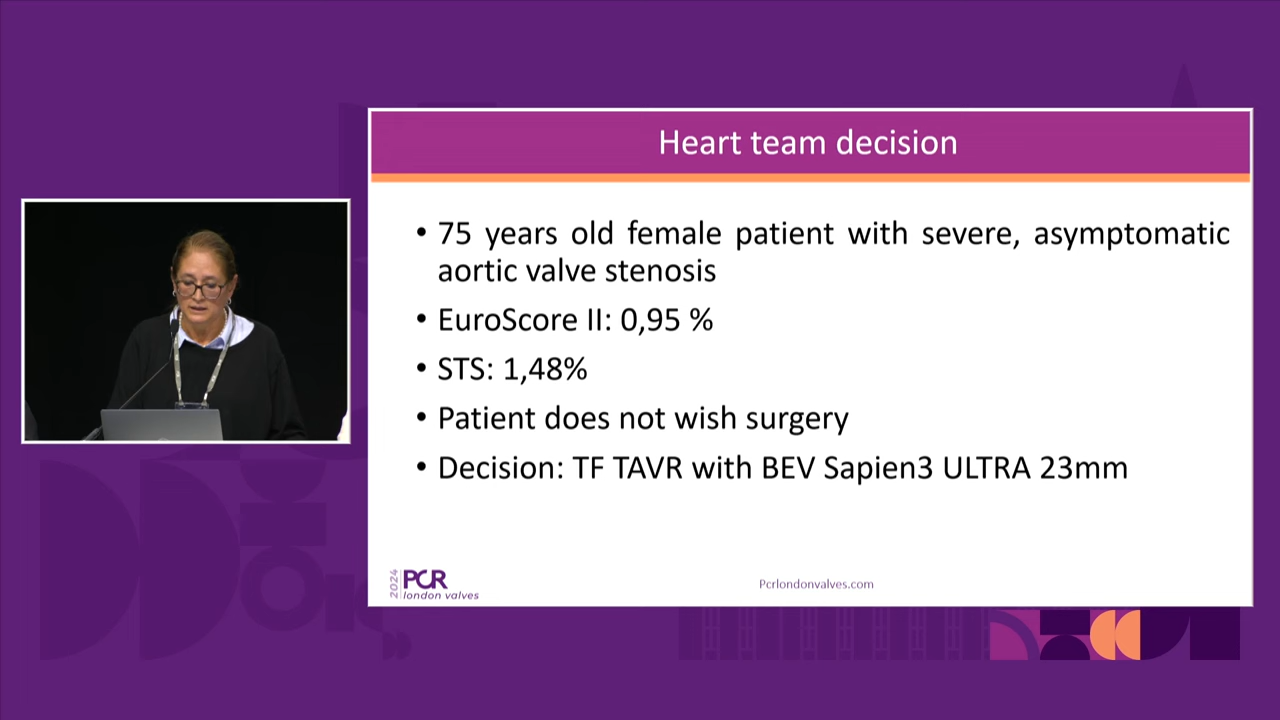 Heart team decision
• 75 years old female patient with severe, asymptomatic
aortic valve stenosis
• EuroScore II: 0,95 %
• STS: 1,48%
• Patient does not wish surgery
• Decision: TF TAVR with BEV Sapien3 ULTRA 23mm
2024 PCR
london valves
Pcrlondonvalves.com